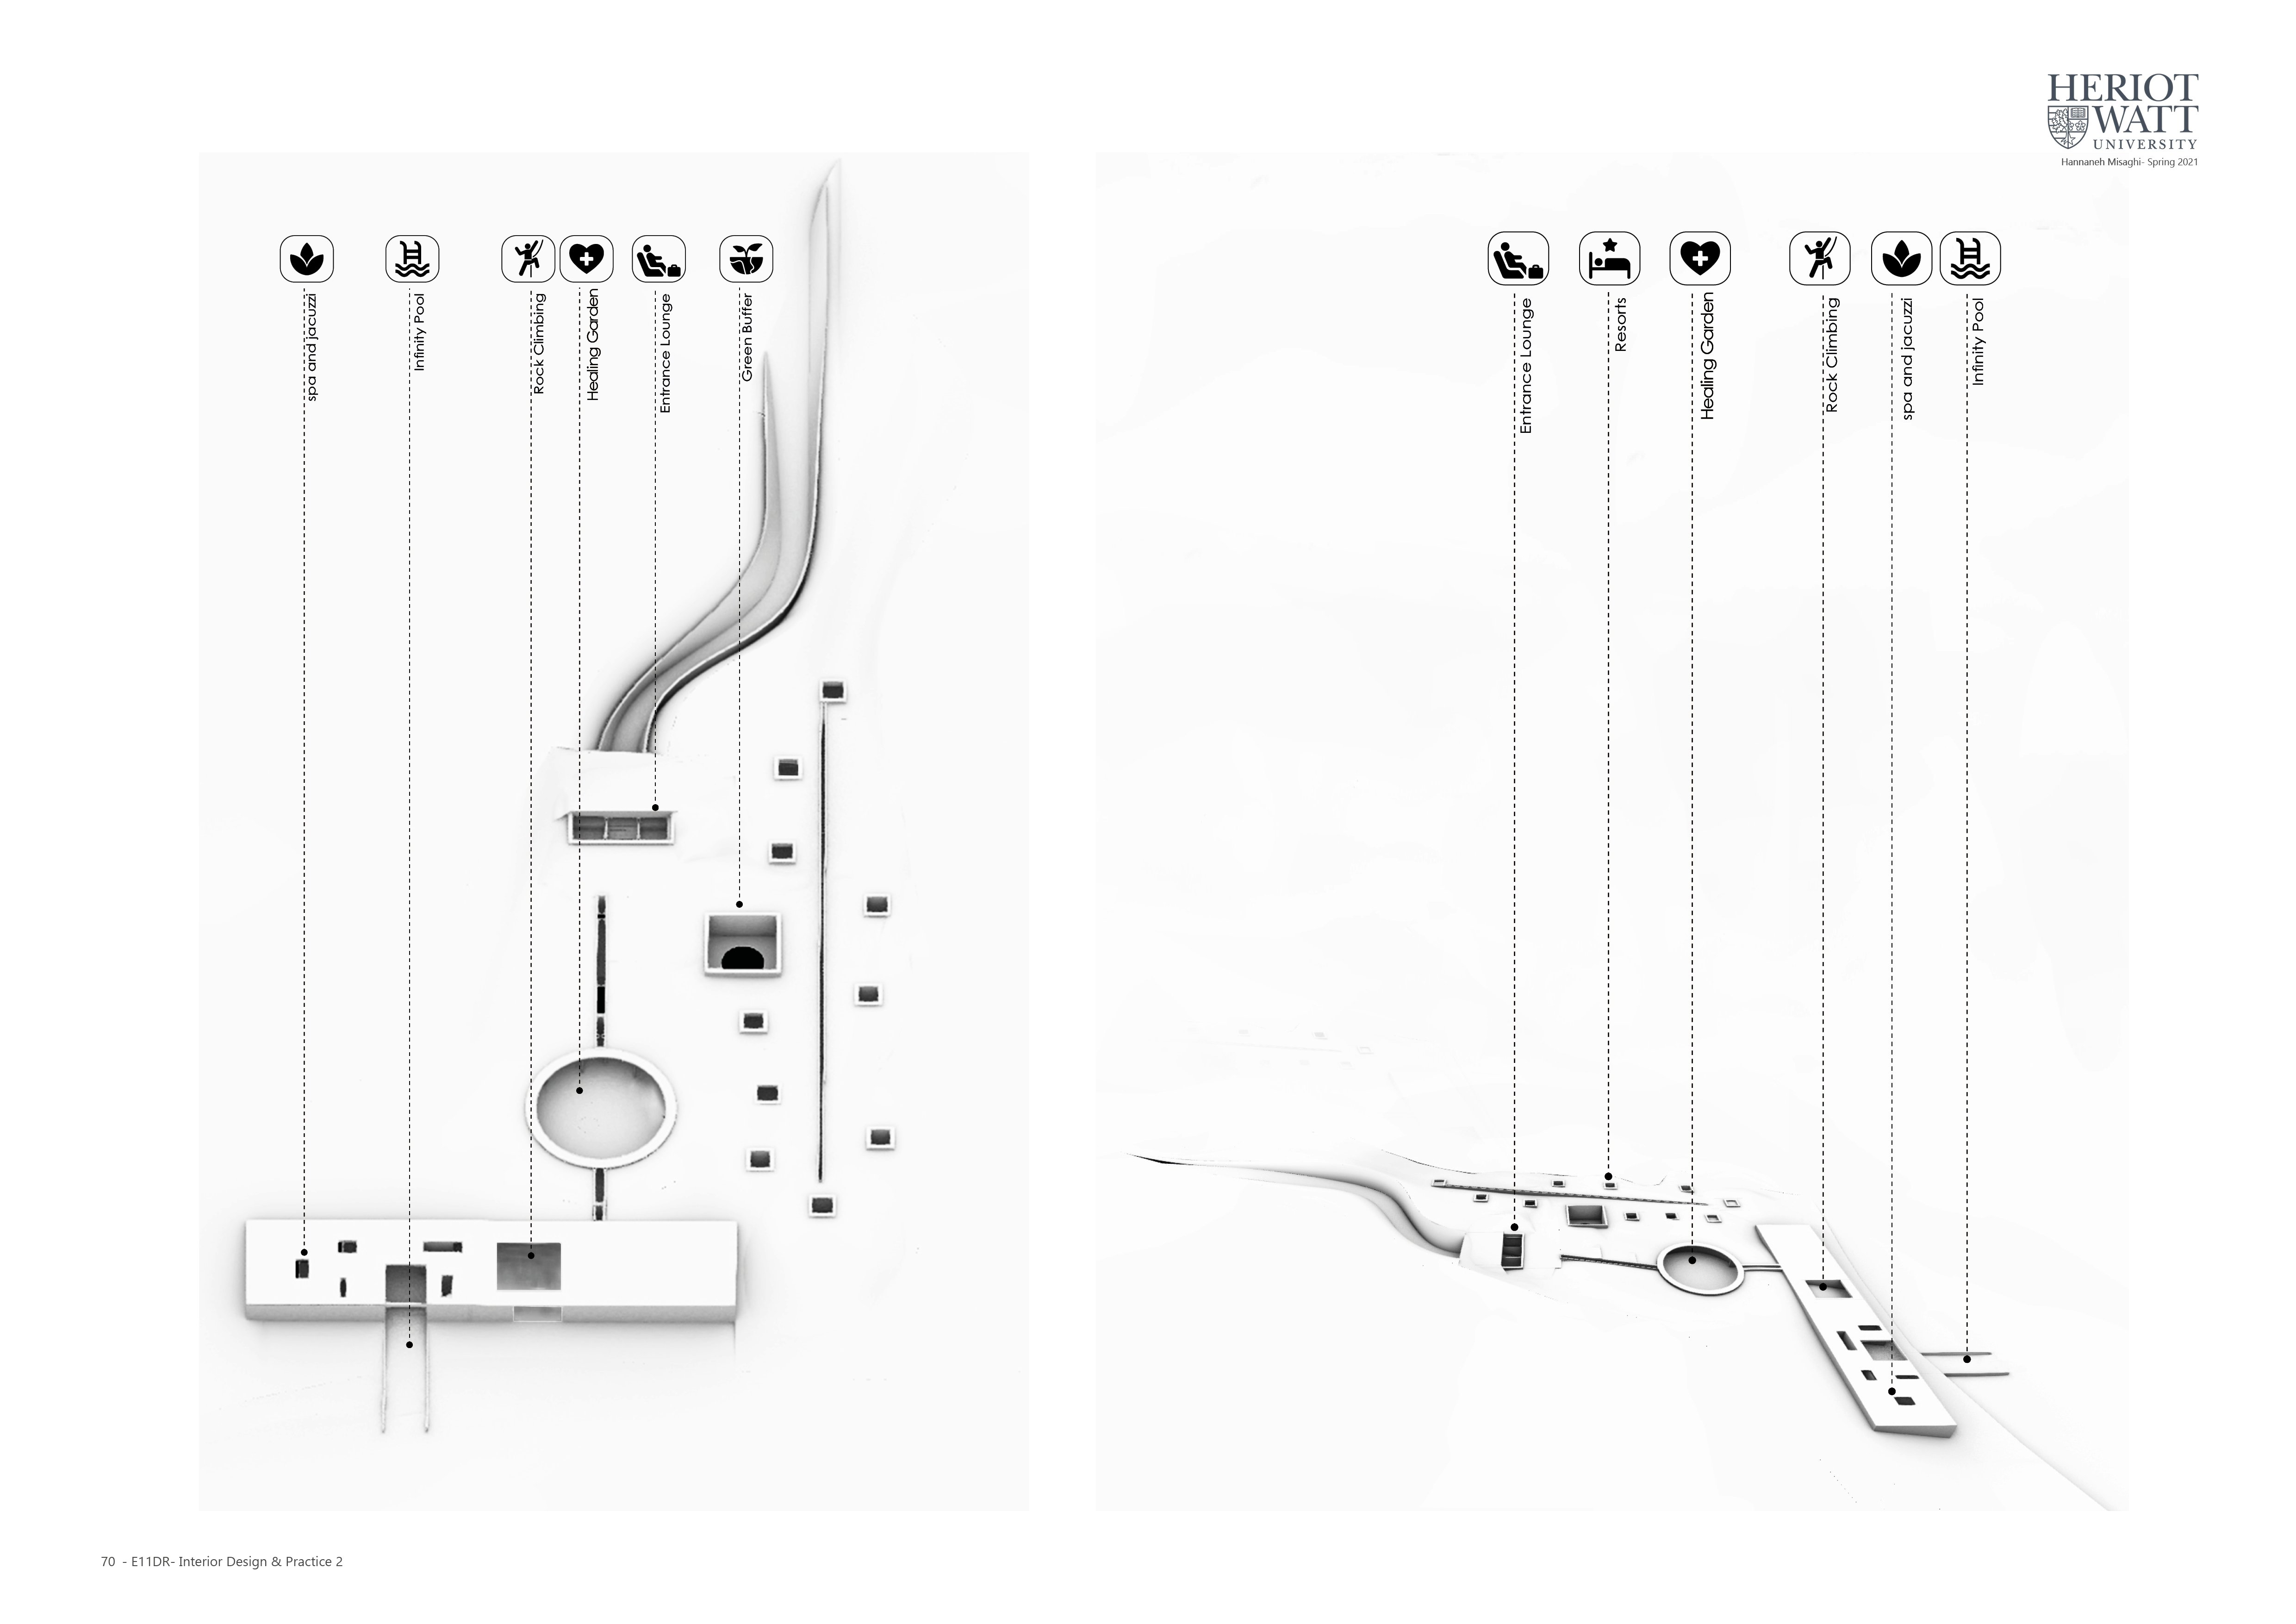 HERIOT
WATT
UNIVERSITY
Hannaneh Misaghi- Spring 2021
spa and jacuzzi
Infinity Pool
Rock Climbing
Healing Garden
Entrance Lounge
Green Buffer
Entrance Lounge
Resorts
Healing Garden
Rock Climbing
spa and jacuzzi
Infinity Pool
70 - E11DR- Interior Design & Practice 2